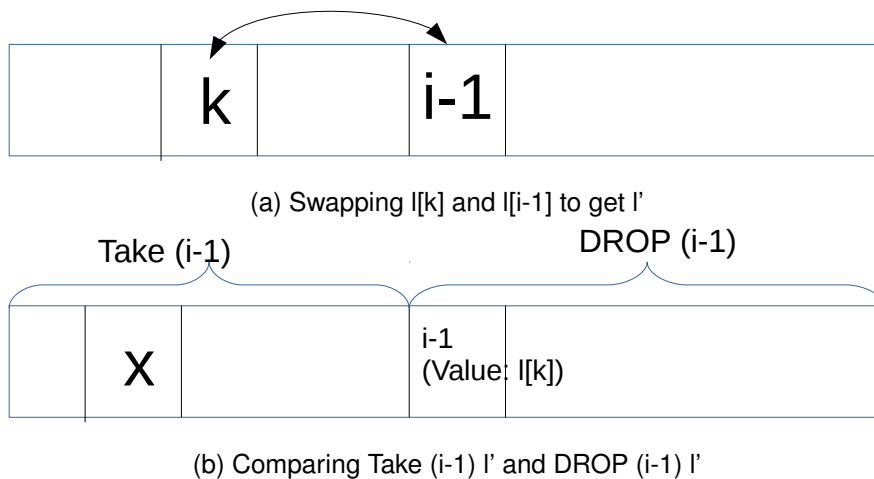 k
i-1
(a) Swapping l[k] and l[i-1] to get l'
Take (i-1)
DROP (i-1)
x
i-1
(Value: l[k])
(b) Comparing Take (i-1) l' and DROP (i-1) l'